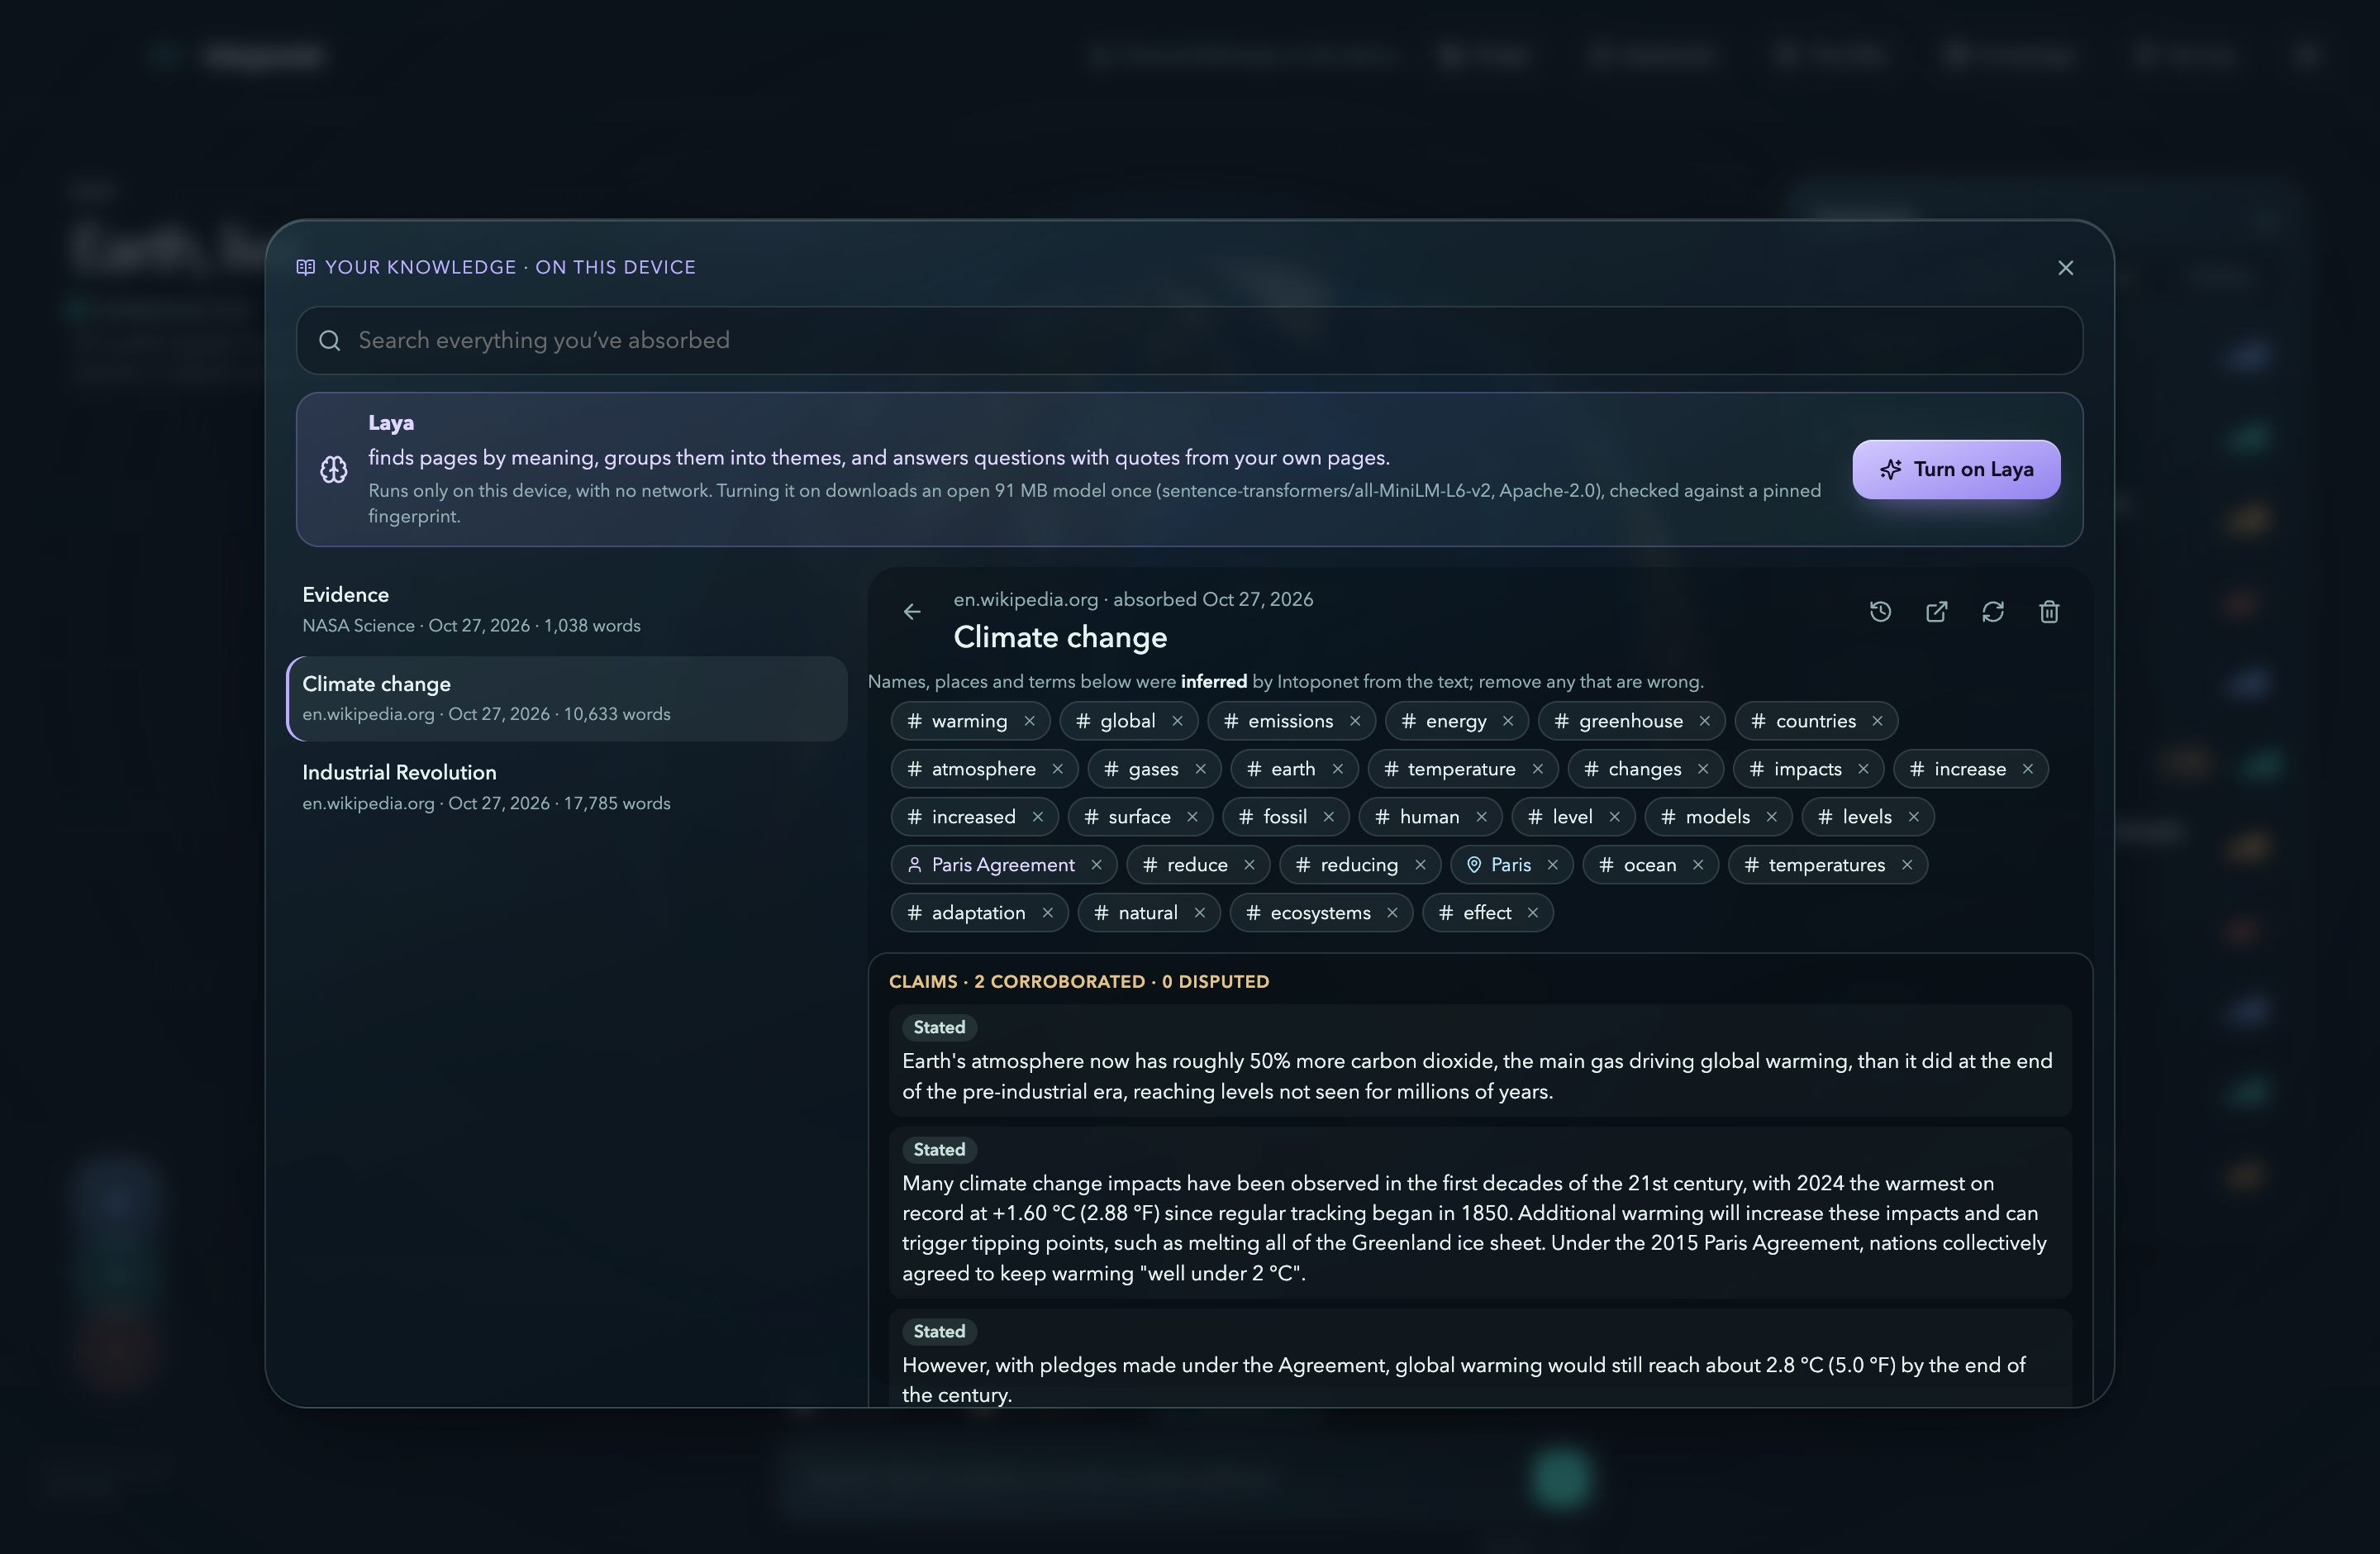 YOUR KNOWLEDGE · ON THIS DEVICE
Search everything you’ve absorbed
Laya
finds pages by meaning, groups them into themes, and answers questions with quotes from your own pages.
Runs only on this device, with no network. Turning it on downloads an open 91 MB model once (sentence-transformers/all-MiniLM-L6-v2, Apache-2.0), checked against a pinned
fingerprint.
Turn on Laya
Evidence
NASA Science · Oct 27, 2026 · 1,038 words
Climate change
en.wikipedia.org · Oct 27, 2026 · 10,633 words
Industrial Revolution
en.wikipedia.org · Oct 27, 2026 · 17,785 words
en.wikipedia.org · absorbed Oct 27, 2026
Climate change
Names, places and terms below were inferred by Intoponet from the text; remove any that are wrong.
# warming # global # emissions # energy # greenhouse # countries
# atmosphere # gases # earth # temperature # changes # impacts # increase
# increased # surface # fossil # human # level # models # levels
Paris Agreement # reduce # reducing Paris # ocean # temperatures
# adaptation # natural # ecosystems # effect
CLAIMS · 2 CORROBORATED · 0 DISPUTED
Stated
Earth's atmosphere now has roughly 50% more carbon dioxide, the main gas driving global warming, than it did at the end
of the pre-industrial era, reaching levels not seen for millions of years.
Stated
Many climate change impacts have been observed in the first decades of the 21st century, with 2024 the warmest on
record at +1.60 °C (2.88 °F) since regular tracking began in 1850. Additional warming will increase these impacts and can
trigger tipping points, such as melting all of the Greenland ice sheet. Under the 2015 Paris Agreement, nations collectively
agreed to keep warming "well under 2 °C".
Stated
However, with pledges made under the Agreement, global warming would still reach about 2.8 °C (5.0 °F) by the end of
the century.